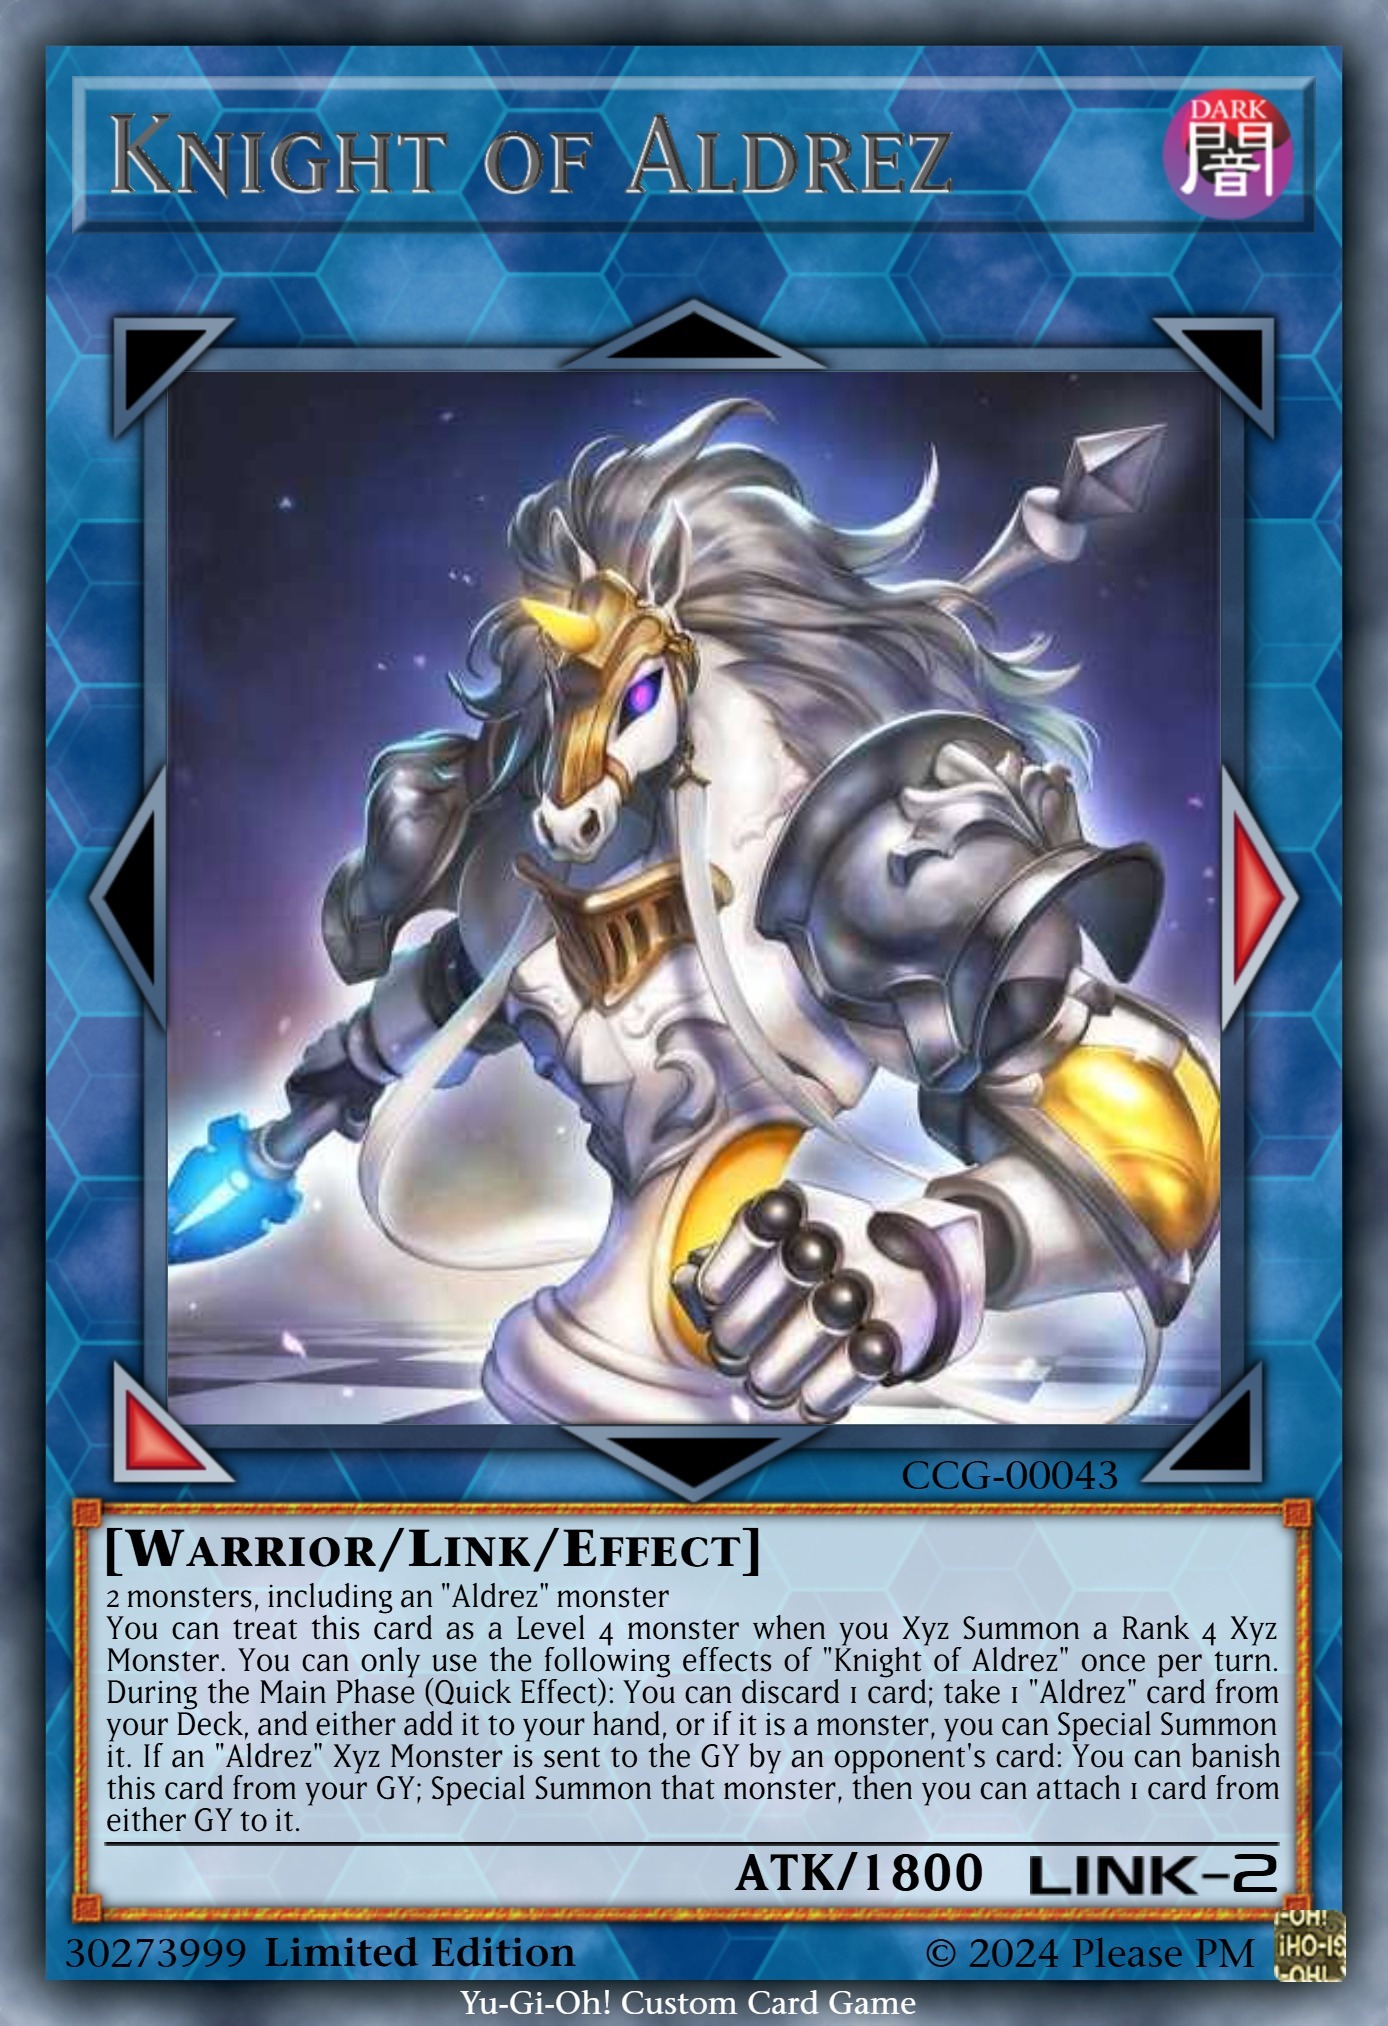 Knight of Aldrez
DARK
闇
CCG-00043
[Warrior/Link/Effect]
2 monsters, including an "Aldrez" monster
You can treat this card as a Level 4 monster when you Xyz Summon a Rank 4 Xyz
Monster. You can only use the following effects of "Knight of Aldrez" once per turn.
During the Main Phase (Quick Effect): You can discard 1 card; take 1 "Aldrez" card from
your Deck, and either add it to your hand, or if it is a monster, you can Special Summon
it. If an "Aldrez" Xyz Monster is sent to the GY by an opponent's card: You can banish
this card from your GY; Special Summon that monster, then you can attach 1 card from
either GY to it.
ATK/1800 LINK-2
30273999 Limited Edition © 2024 Please PM
Yu-Gi-Oh! Custom Card Game